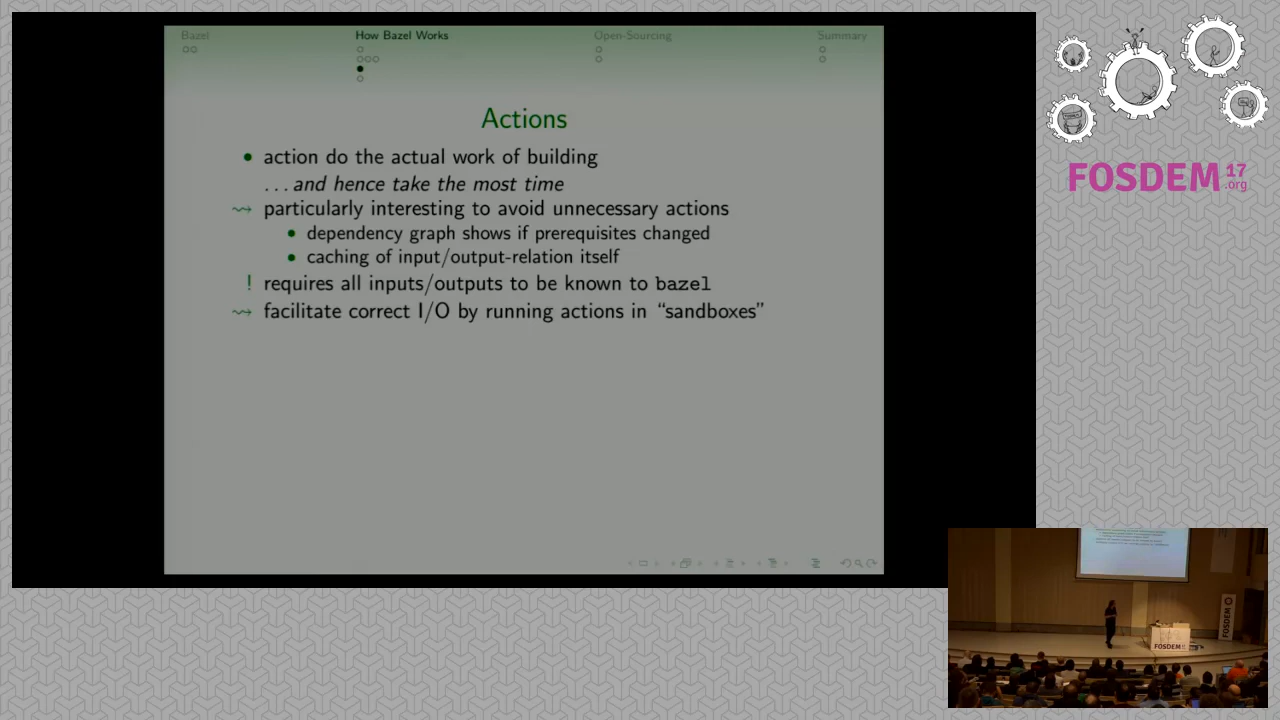 Bazel
How Bazel Works
Open-Sourcing
Summary
Actions
action do the actual work of building
...and hence take the most time
particularly interesting to avoid unnecessary actions
dependency graph shows if prerequisites changed
caching of input/output-relation itself
! requires all inputs/outputs to be known to bazel
facilitate correct I/O by running actions in “sandboxes”
FOSDEM 17
.org
FOSDEM
FOSDEM